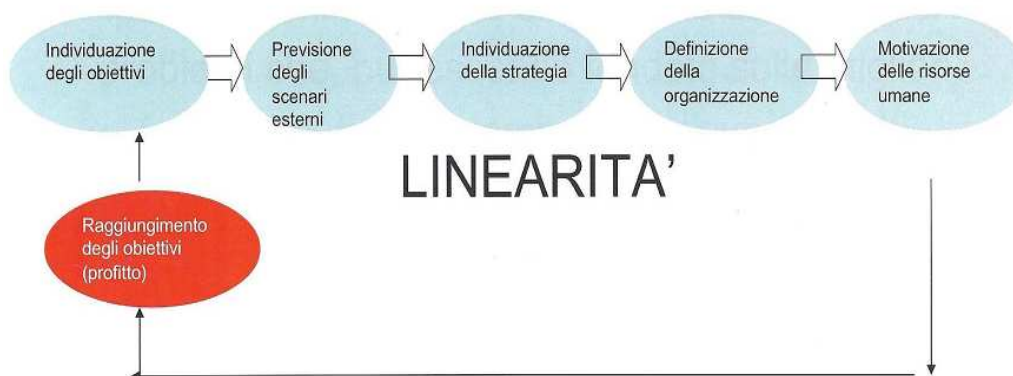 Individuazione
degli obiettivi
Previsione
degli
scenari
esterni
Individuazione
della strategia
Definizione
della
organizzazione
Motivazione
delle risorse
umane
LINEARITA'
Raggiungimento
degli obiettivi
(profitto)